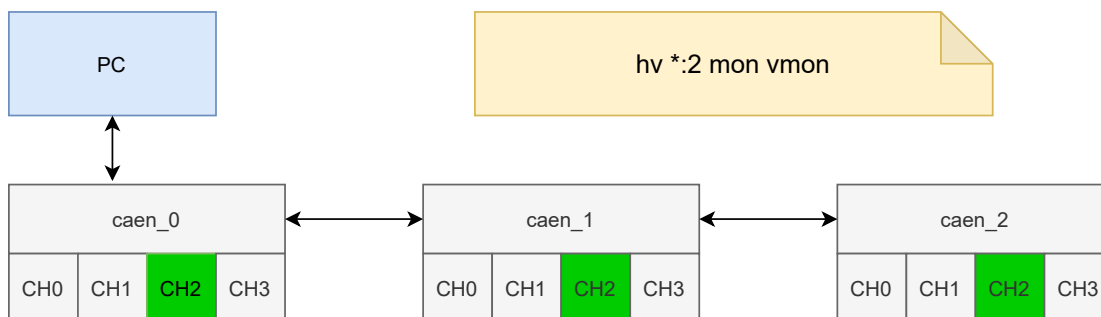 PC
hv *:2 mon vmon
caen_0
caen_1
caen_2
CH0 CH1 CH2 CH3
CH0 CH1 CH2 CH3
CH0 CH1 CH2 CH3